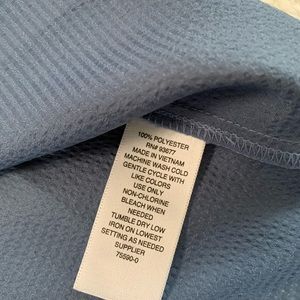 100% POLYESTER
RN# 93677
MADE IN VIETNAM
MACHINE WASH COLD
GENTLE CYCLE WITH
LIKE COLORS
USE ONLY
NON-CHLORINE
BLEACH WHEN
NEEDED
TUMBLE DRY LOW
IRON ON LOWEST
SETTING AS NEEDED
SUPPLIER
75590-0